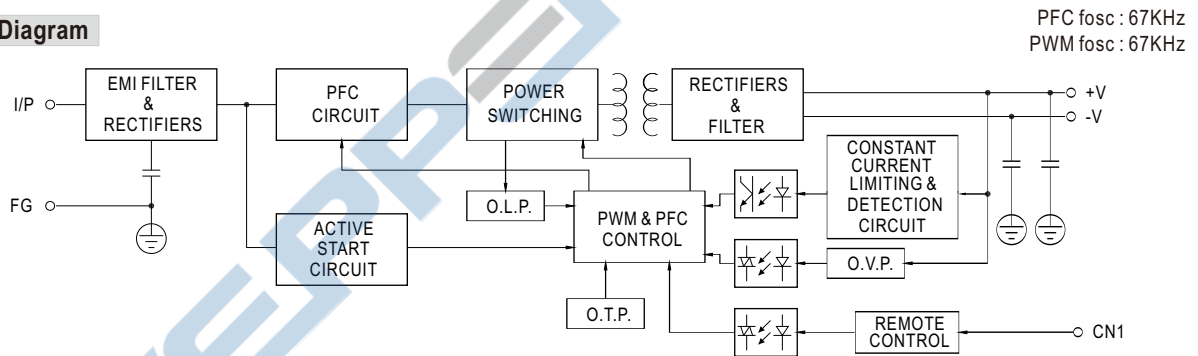 Diagram
PFC fosc : 67KHz
PWM fosc : 67KHz
I/P
EMI FILTER
&
RECTIFIERS
PFC
CIRCUIT
POWER
SWITCHING
RECTIFIERS
&
FILTER
+V
-V
FG
ACTIVE
START
CIRCUIT
O.L.P.
PWM & PFC
CONTROL
O.T.P.
CONSTANT
CURRENT
LIMITING &
DETECTION
CIRCUIT
O.V.P.
REMOTE
CONTROL
CN1